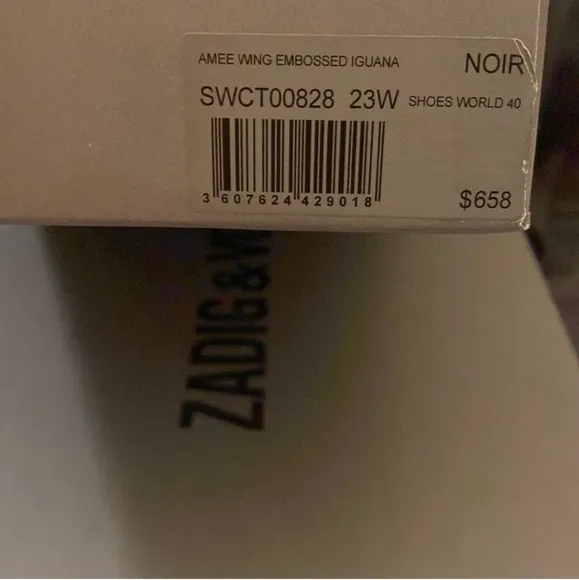 AMEE WING EMBOSSED IGUANA NOIR
SWCT00828 23W SHOES WORLD 40
3 607624 429018
$658
ZADIG &